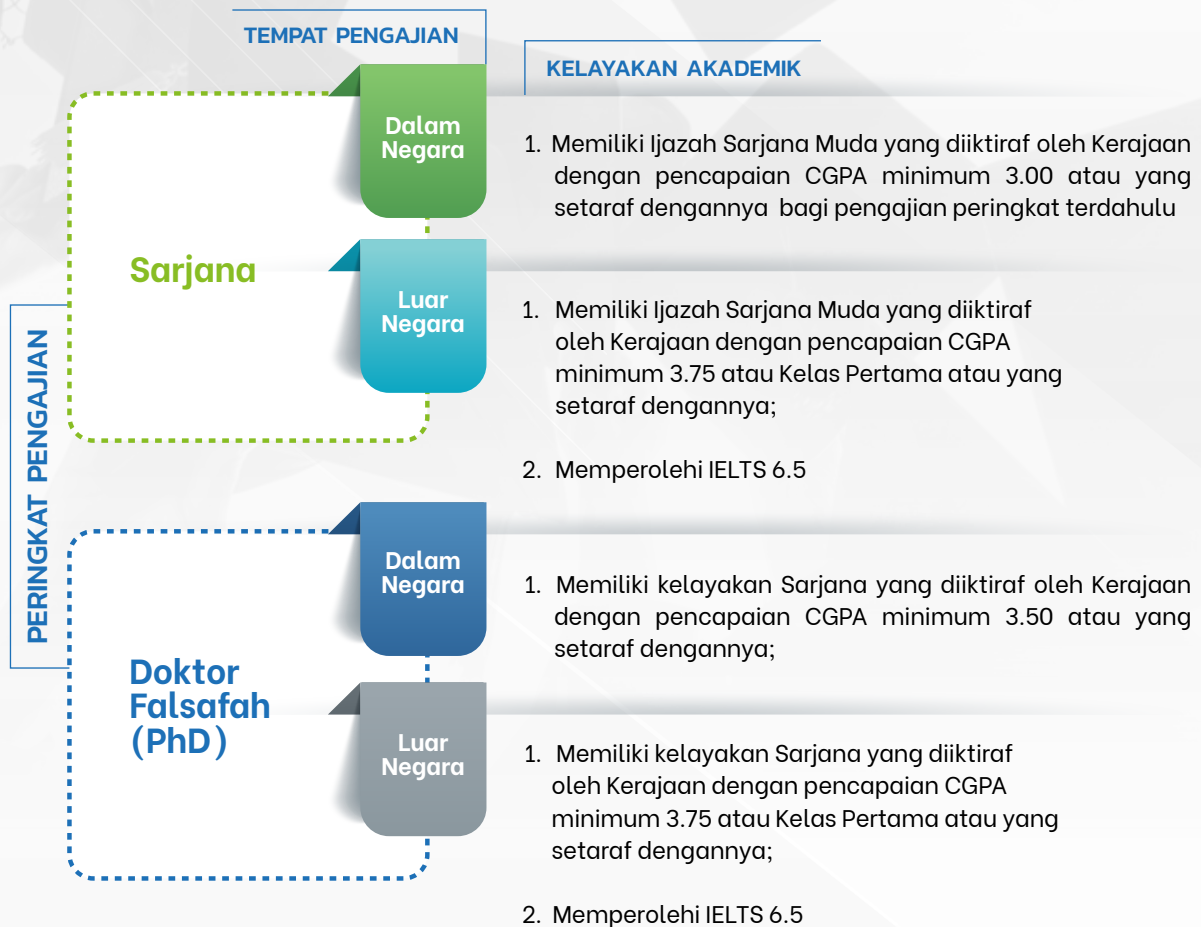 TEMPAT PENGAJIAN
KELAYAKAN AKADEMIK
PERINGKAT PENGAJIAN
Sarjana
Dalam
Negara
1. Memiliki Ijazah Sarjana Muda yang diiktiraf oleh Kerajaan
dengan pencapaian CGPA minimum 3.00 atau yang
setaraf dengannya bagi pengajian peringkat terdahulu
Luar
Negara
1. Memiliki Ijazah Sarjana Muda yang diiktiraf
oleh Kerajaan dengan pencapaian CGPA
minimum 3.75 atau Kelas Pertama atau yang
setaraf dengannya;
2. Memperolehi IELTS 6.5
Doktor
Falsafah
(PhD)
Dalam
Negara
1. Memiliki kelayakan Sarjana yang diiktiraf oleh Kerajaan
dengan pencapaian CGPA minimum 3.50 atau yang
setaraf dengannya;
Luar
Negara
1. Memiliki kelayakan Sarjana yang diiktiraf
oleh Kerajaan dengan pencapaian CGPA
minimum 3.75 atau Kelas Pertama atau yang
setaraf dengannya;
2. Memperolehi IELTS 6.5